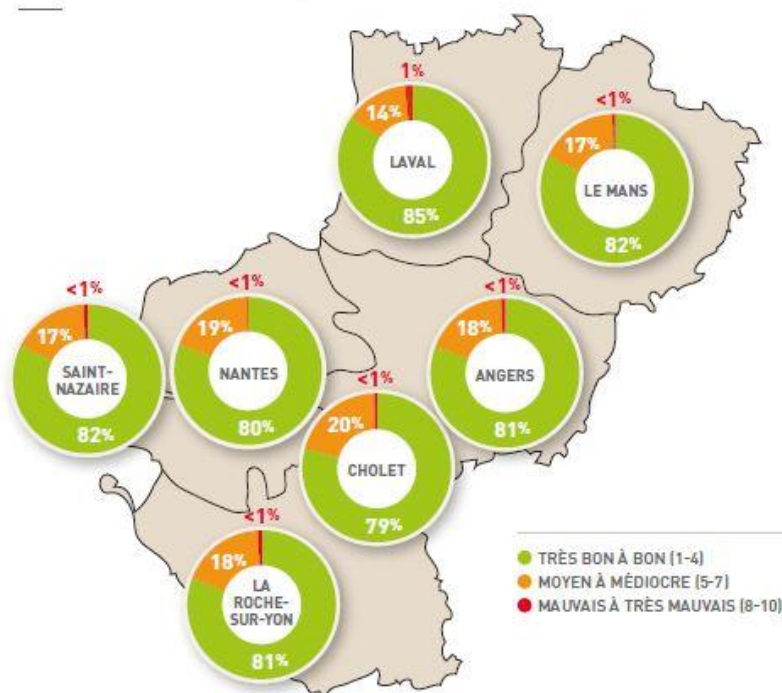 1%
14%
LAVAL
85%
<1%
17%
LE MANS
82%
<1%
17%
SAINT-
NAZAIRE
82%
<1%
19%
NANTES
80%
<1%
18%
ANGERS
81%
<1%
20%
CHOLET
79%
<1%
18%
LA
ROCHE-
SUR-YON
81%
TRÈS BON À BON (1-4)
MOYEN À MÉDIOCRE (5-7)
MAUVAIS À TRÈS MAUVAIS (8-10)